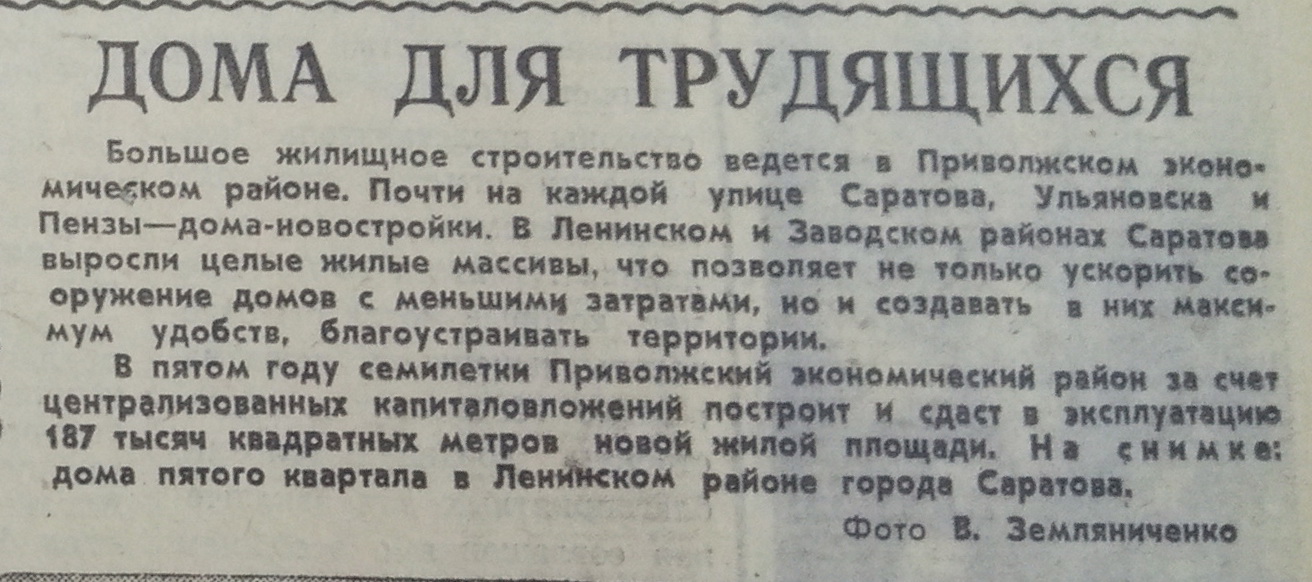 ДОМА ДЛЯ ТРУДЯЩИХСЯ
Большое жилищное строительство ведется в Приволжском эконо-
мическом районе. Почти на каждой улице Саратова, Ульяновска и
Пензы—дома-новостройки. В Ленинском и Заводском районах Саратова
выросли целые жилые массивы, что позволяет не только ускорить со-
оружение домов с меньшими затратами, но и создавать в них макси-
мум удобств, благоустраивать территории.
В пятом году семилетки Приволжский экономический район за счет
централизованных капиталовложений построит и сдаст в эксплуатацию
187 тысяч квадратных метров новой жилой площади. На снимке:
дома пятого квартала в Ленинском районе города Саратова.
Фото В. Земляниченко